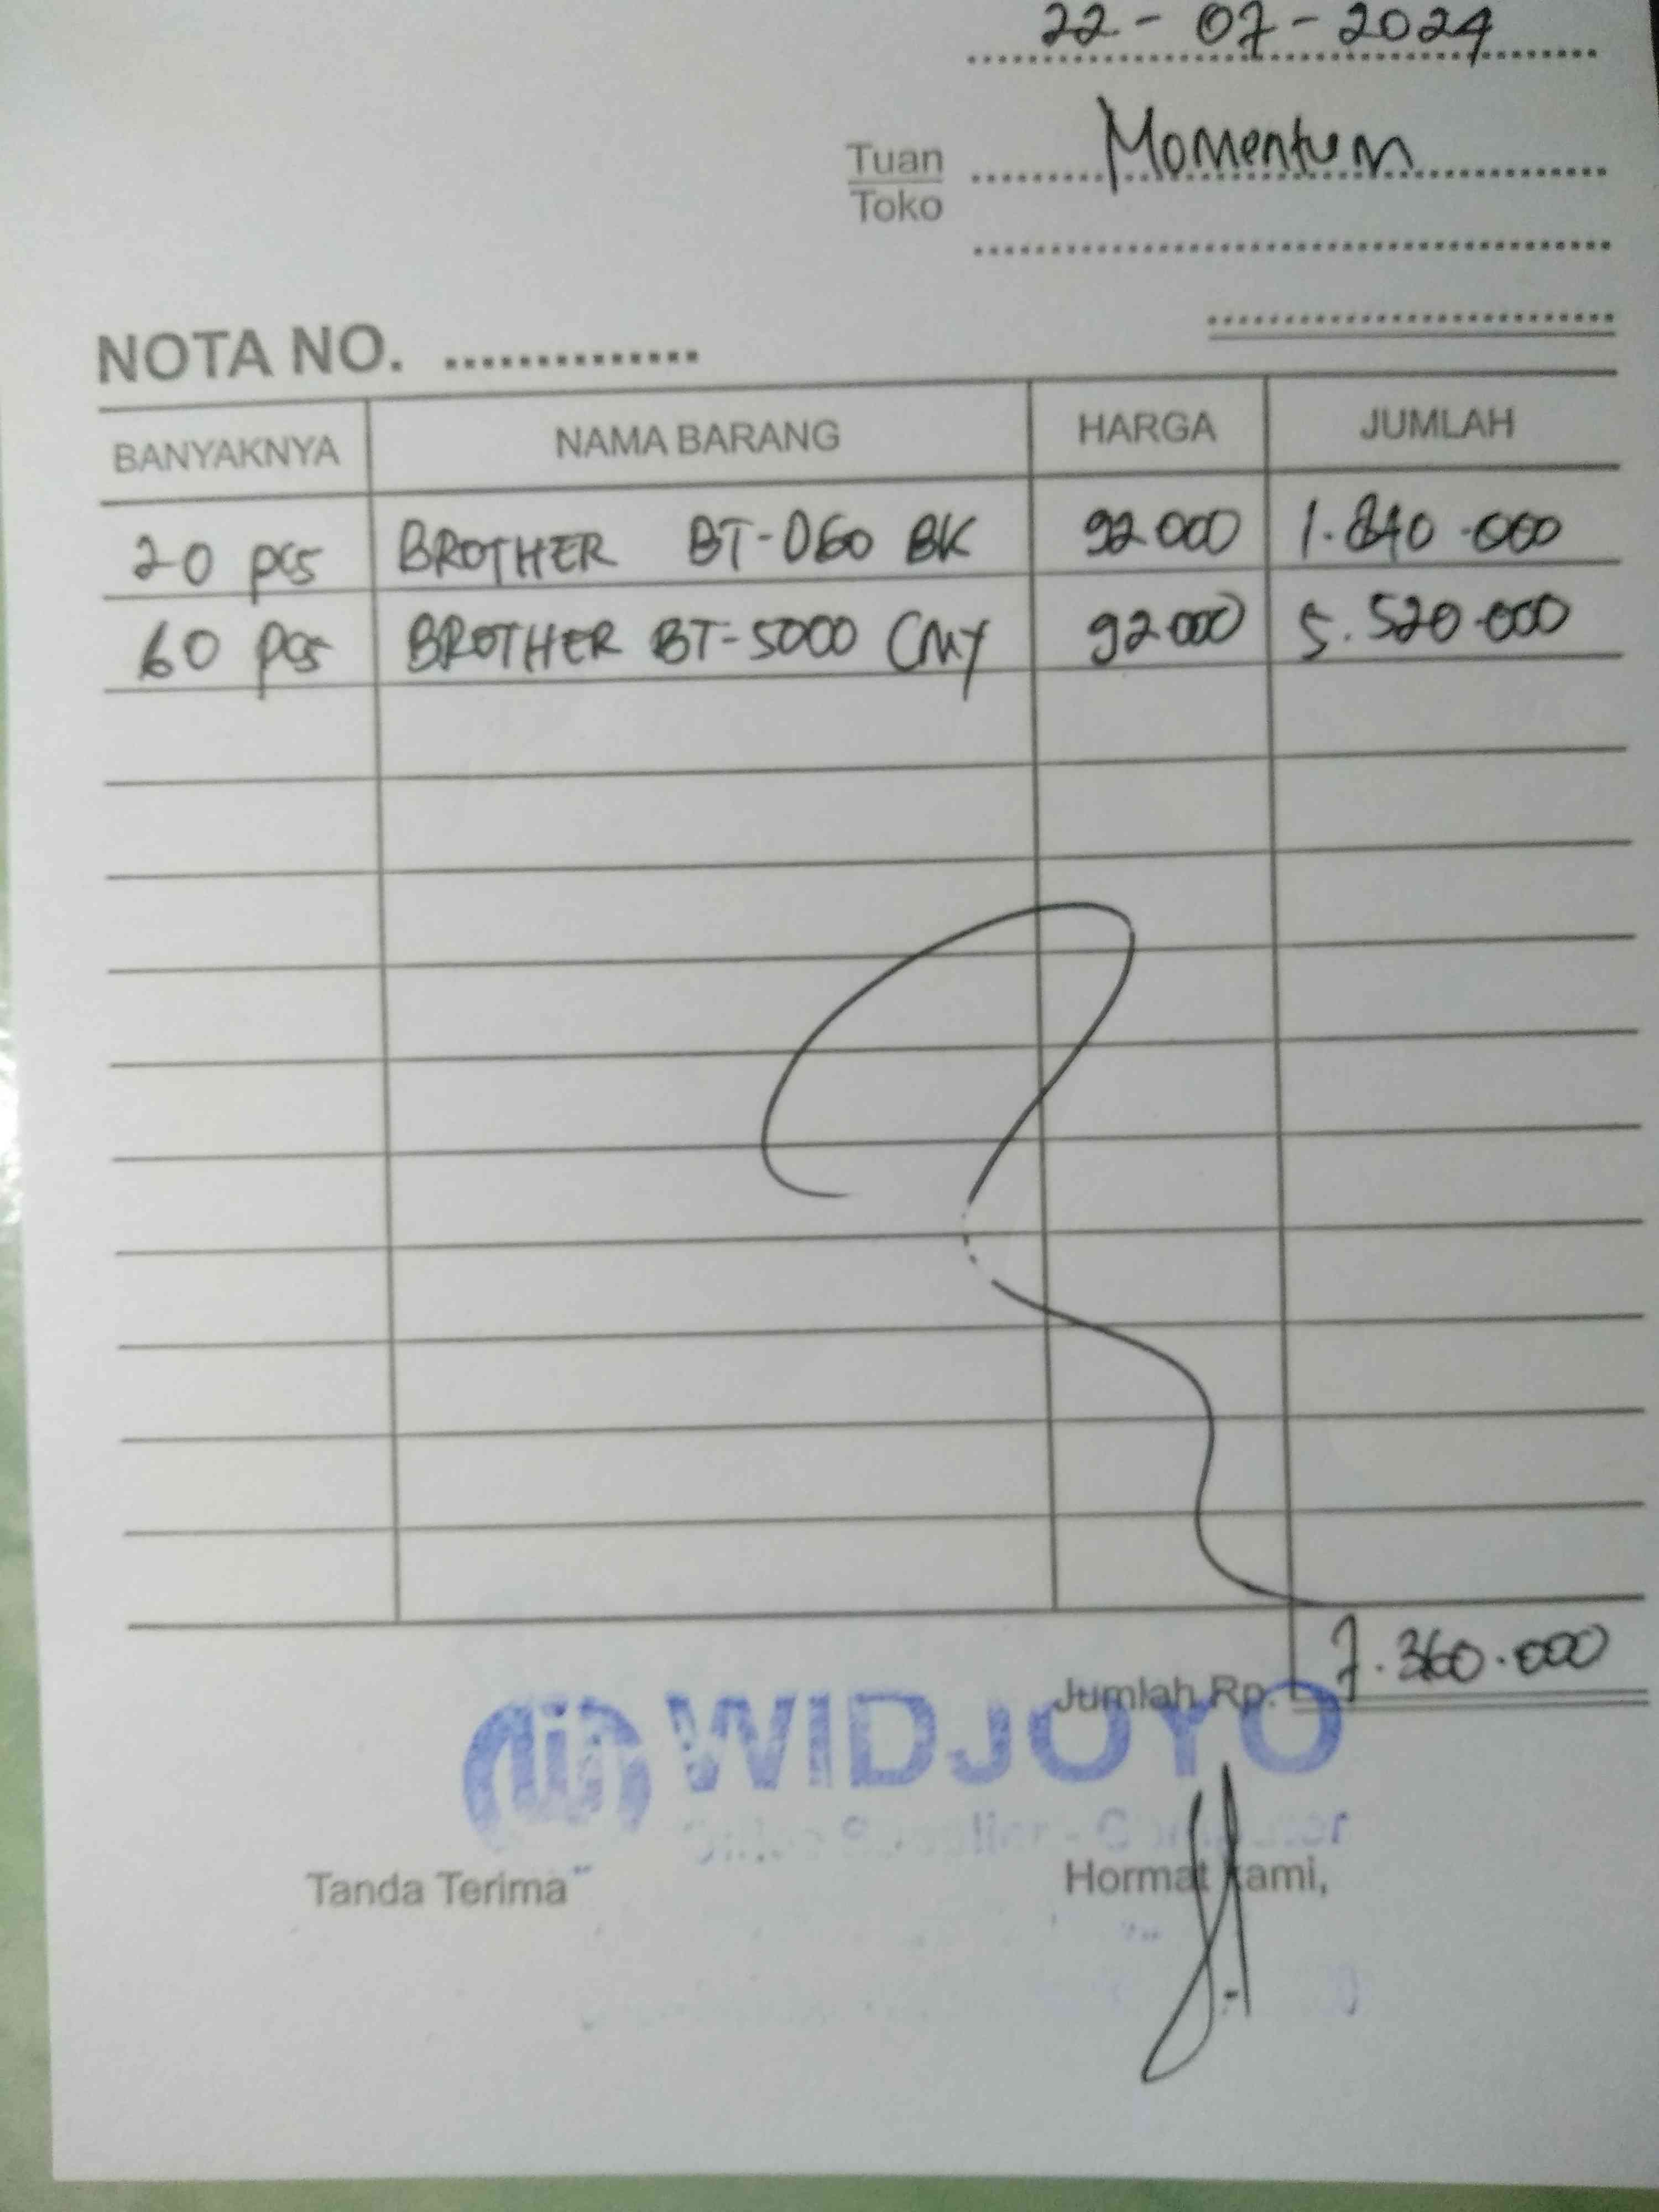 22-07-2024
Tuan Momentum
Toko
NOTA NO. ..............
BANYAKNYA NAMA BARANG HARGA JUMLAH
20 pcs BROTHER BT-D60 BK 92.000 1.840.000
60 pcs BROTHER BT-5000 CMY 92.000 5.520.000
Jumlah Rp. 7.360.000
WIDJOYO
Tanda Terima Hormat kami,